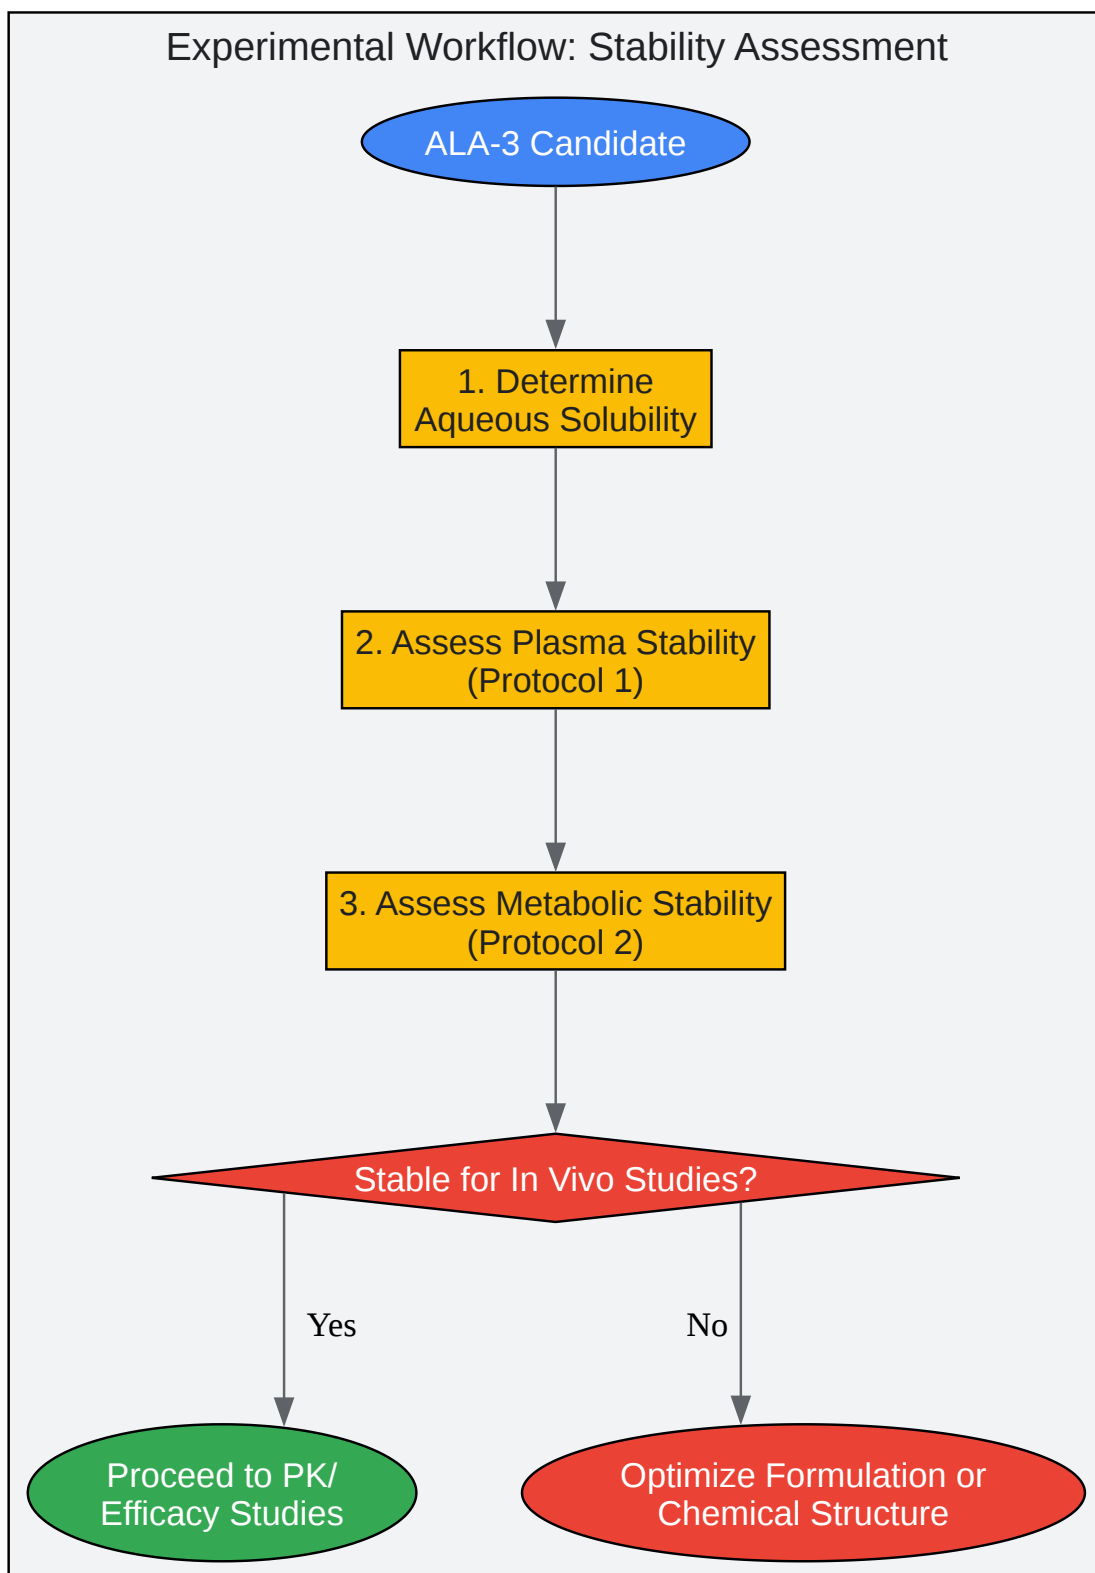 Experimental Workflow: Stability Assessment
ALA-3 Candidate
1. Determine
Aqueous Solubility
2. Assess Plasma Stability
(Protocol 1)
3. Assess Metabolic Stability
(Protocol 2)
Stable for In Vivo Studies?
Yes
No
Proceed to PK/
Efficacy Studies
Optimize Formulation or
Chemical Structure